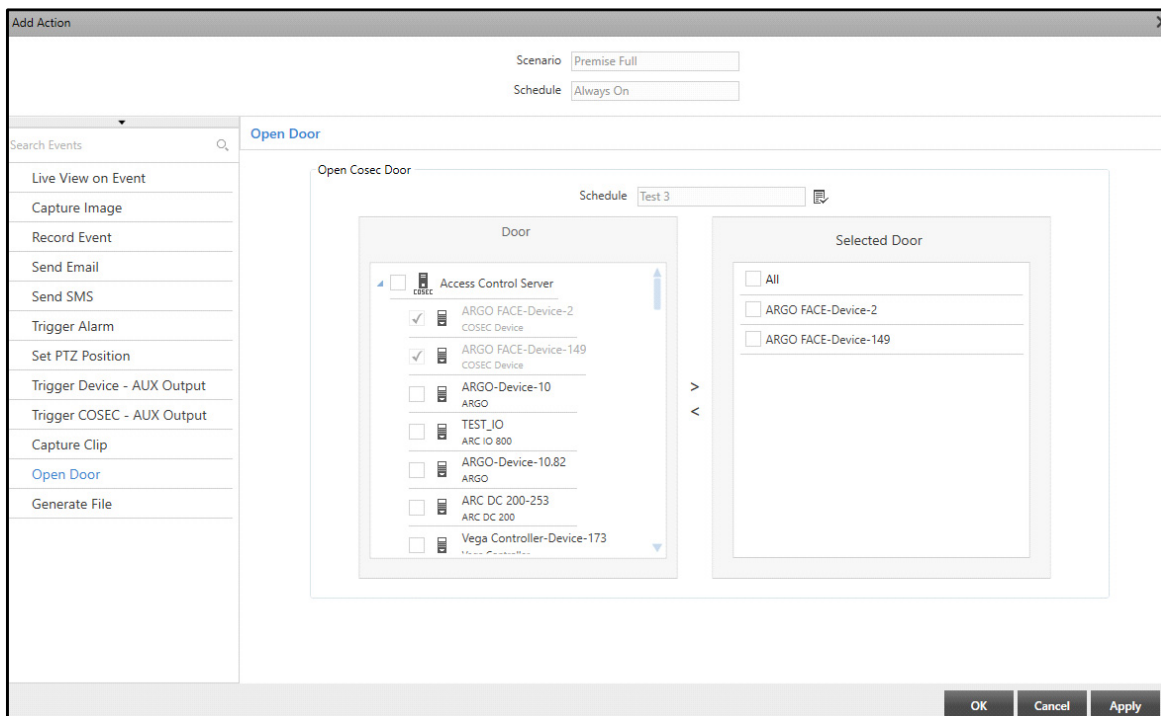 Add Action
Scenario Premise Full
Schedule Always On
Search Events
Live View on Event
Capture Image
Record Event
Send Email
Send SMS
Trigger Alarm
Set PTZ Position
Trigger Device - AUX Output
Trigger COSEC - AUX Output
Capture Clip
Open Door
Generate File
Open Door
Open Cosec Door
Schedule Test 3
Door
COSEC Access Control Server
ARGO FACE-Device-2
COSEC Device
ARGO FACE-Device-149
COSEC Device
ARGO-Device-10
ARGO
TEST_IO
ARC IO 800
ARGO-Device-10.82
ARGO
ARC DC 200-253
ARC DC 200
Vega Controller-Device-173
Vega Controller
>
<
Selected Door
All
ARGO FACE-Device-2
ARGO FACE-Device-149
OK Cancel Apply